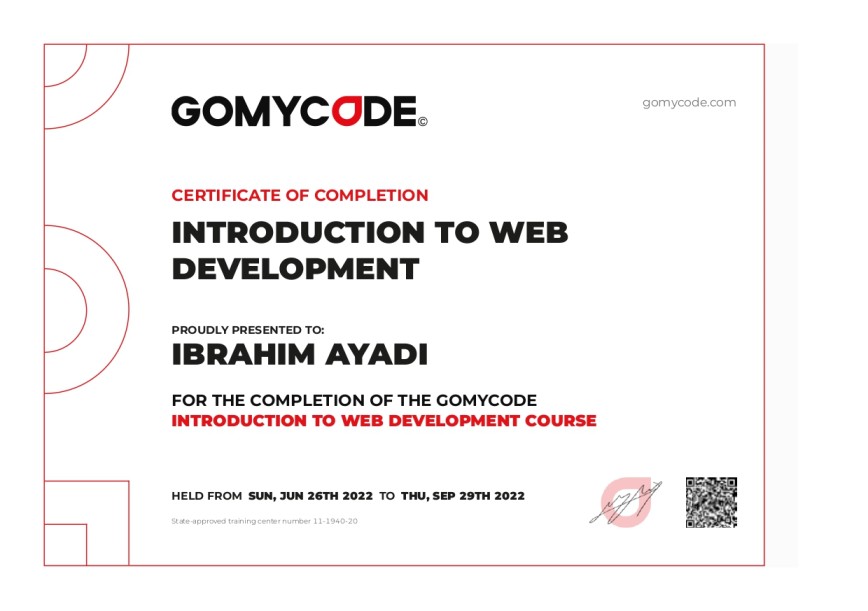 GOMYCODE©
gomycode.com
CERTIFICATE OF COMPLETION
INTRODUCTION TO WEB
DEVELOPMENT
PROUDLY PRESENTED TO:
IBRAHIM AYADI
FOR THE COMPLETION OF THE GOMYCODE
INTRODUCTION TO WEB DEVELOPMENT COURSE
HELD FROM SUN, JUN 26TH 2022 TO THU, SEP 29TH 2022
State-approved training center number 11-1940-20